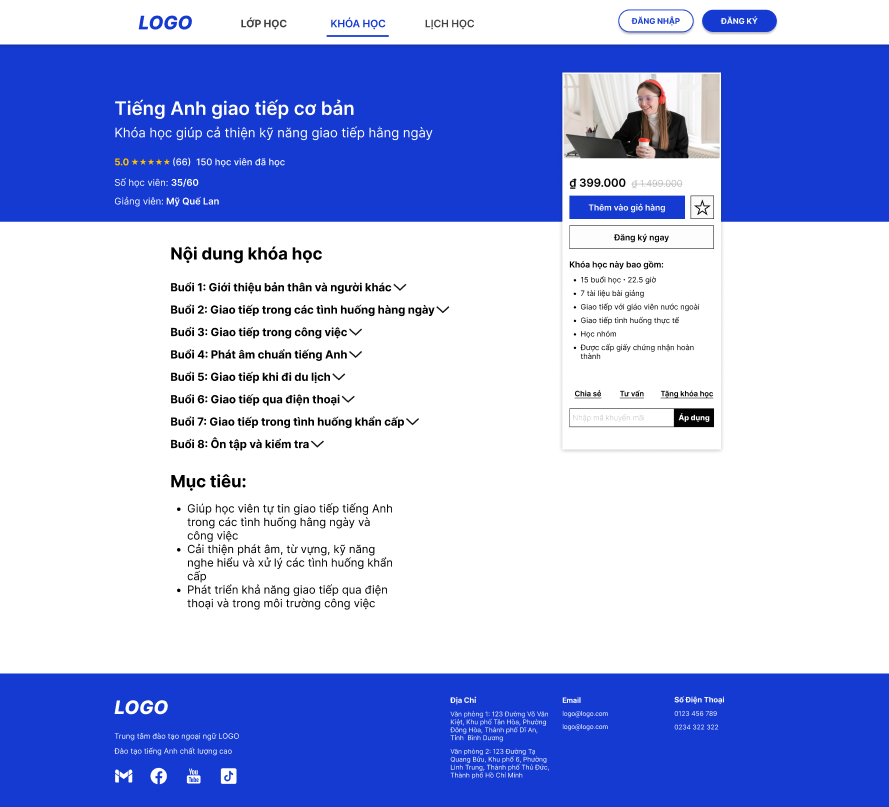 LOGO
LỚP HỌC
KHÓA HỌC
LỊCH HỌC
ĐĂNG NHẬP
ĐĂNG KÝ
Tiếng Anh giao tiếp cơ bản
Khóa học giúp cả thiện kỹ năng giao tiếp hằng ngày
5.0 ★★★★★ (66) 150 học viên đã học
Số học viên: 35/60
Giảng viên: Mỹ Quế Lan
₫ 399.000 ₫ 1.499.000
Thêm vào giỏ hàng
Đăng ký ngay
Khóa học này bao gồm:
15 buổi học • 22.5 giờ
7 tài liệu bài giảng
Giao tiếp với giáo viên nước ngoài
Giao tiếp tình huống thực tế
Học nhóm
Được cấp giấy chứng nhận hoàn
thành
Chia sẻ
Tư vấn
Tặng khóa học
Nhập mã khuyến mãi
Áp dụng
Nội dung khóa học
Buổi 1: Giới thiệu bản thân và người khác
Buổi 2: Giao tiếp trong các tình huống hàng ngày
Buổi 3: Giao tiếp trong công việc
Buổi 4: Phát âm chuẩn tiếng Anh
Buổi 5: Giao tiếp khi đi du lịch
Buổi 6: Giao tiếp qua điện thoại
Buổi 7: Giao tiếp trong tình huống khẩn cấp
Buổi 8: Ôn tập và kiểm tra
Mục tiêu:
Giúp học viên tự tin giao tiếp tiếng Anh
trong các tình huống hằng ngày và
công việc
Cải thiện phát âm, từ vựng, kỹ năng
nghe hiểu và xử lý các tình huống khẩn
cấp
Phát triển khả năng giao tiếp qua điện
thoại và trong môi trường công việc
LOGO
Trung tâm đào tạo ngoại ngữ LOGO
Đào tạo tiếng Anh chất lượng cao
You
Tube
Địa Chỉ
Văn phòng 1: 123 Đường Võ Văn
Kiệt, Khu phố Tân Hòa, Phường
Đông Hòa, Thành phố Dĩ An,
Tỉnh Bình Dương
Văn phòng 2: 123 Đường Tạ
Quang Bửu, Khu phố 6, Phường
Linh Trung, Thành phố Thủ Đức,
Thành phố Hồ Chí Minh
Email
logo@logo.com
logo@logo.com
Số Điện Thoại
0123 456 789
0234 322 322